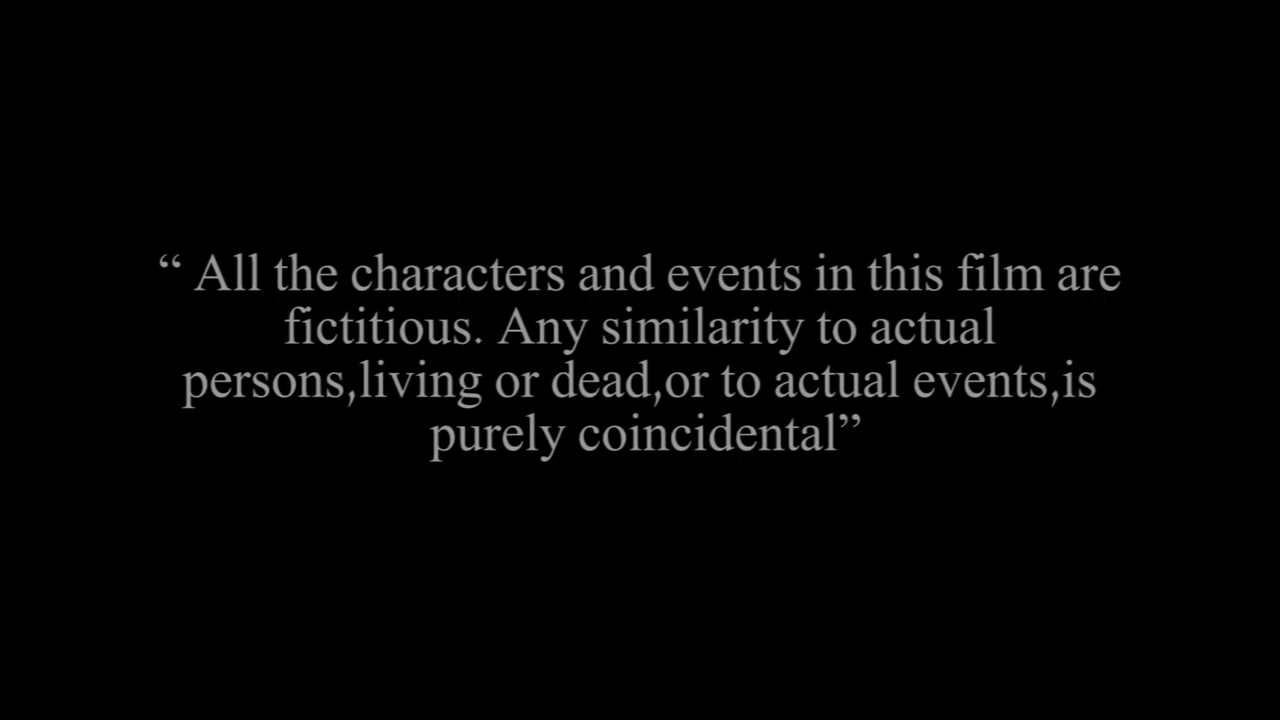 “ All the characters and events in this film are
fictitious. Any similarity to actual
persons,living or dead,or to actual events,is
purely coincidental”